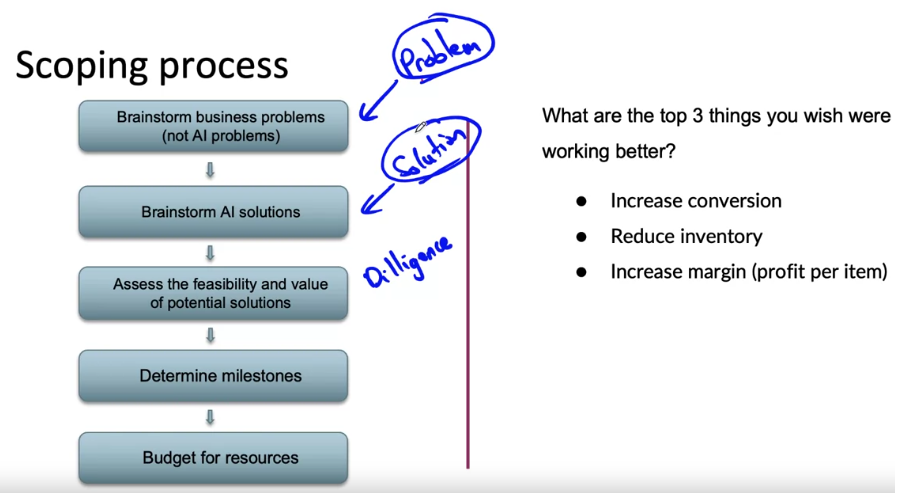 Scoping process
Problem
Brainstorm business problems
(not AI problems)
Solution
Brainstorm AI solutions
Dilligence
Assess the feasibility and value
of potential solutions
Determine milestones
Budget for resources
What are the top 3 things you wish were
working better?
● Increase conversion
● Reduce inventory
● Increase margin (profit per item)